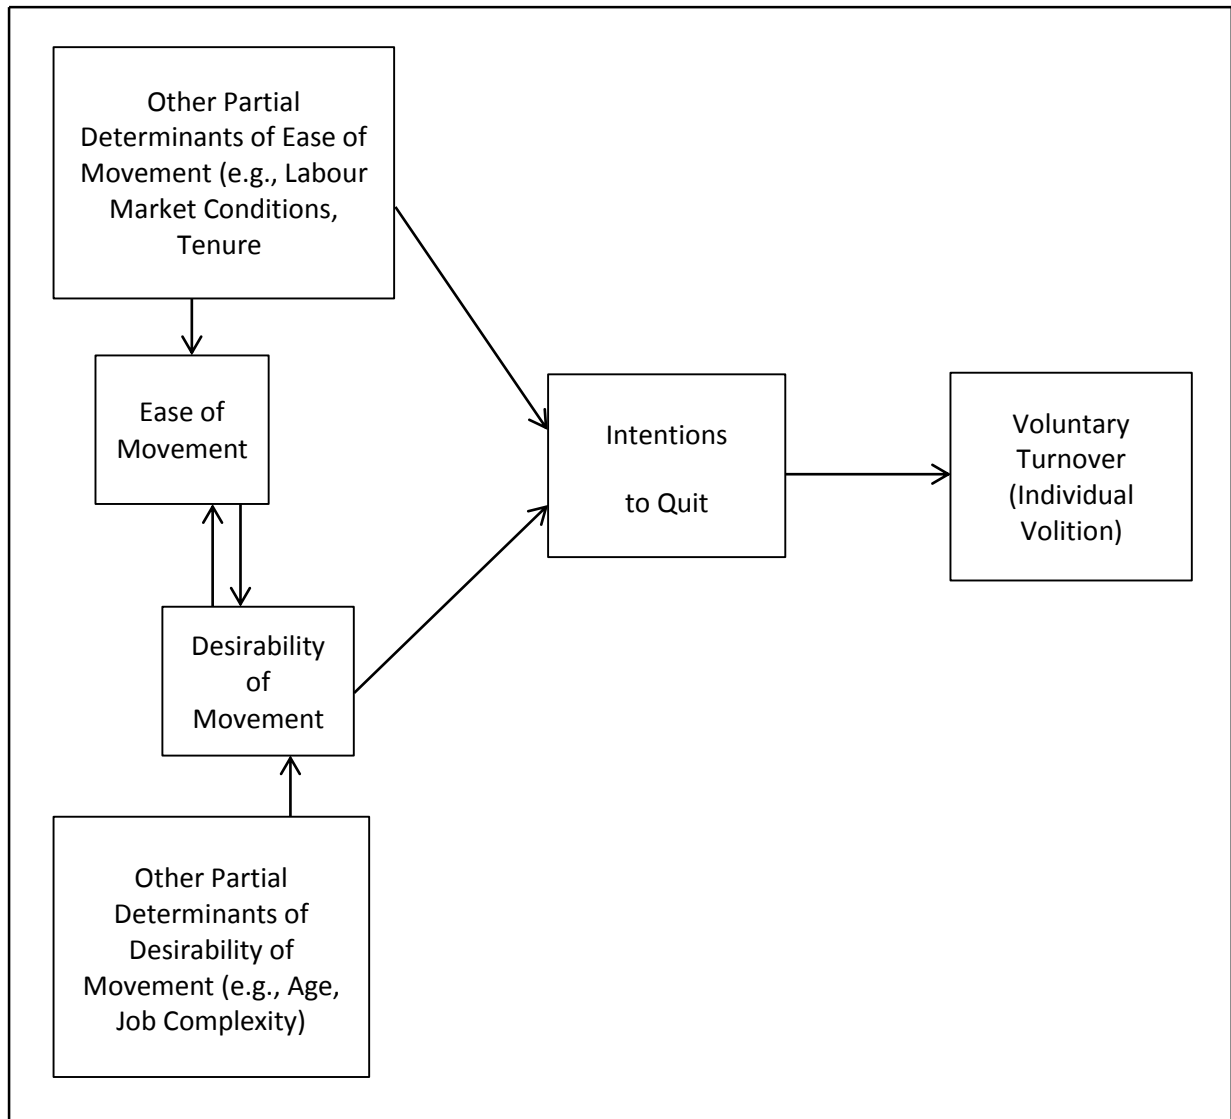 Other Partial
Determinants of Ease of
Movement (e.g., Labour
Market Conditions,
Tenure
Ease of
Movement
Desirability
of
Movement
Other Partial
Determinants of
Desirability of
Movement (e.g., Age,
Job Complexity)
Intentions
to Quit
Voluntary
Turnover
(Individual
Volition)